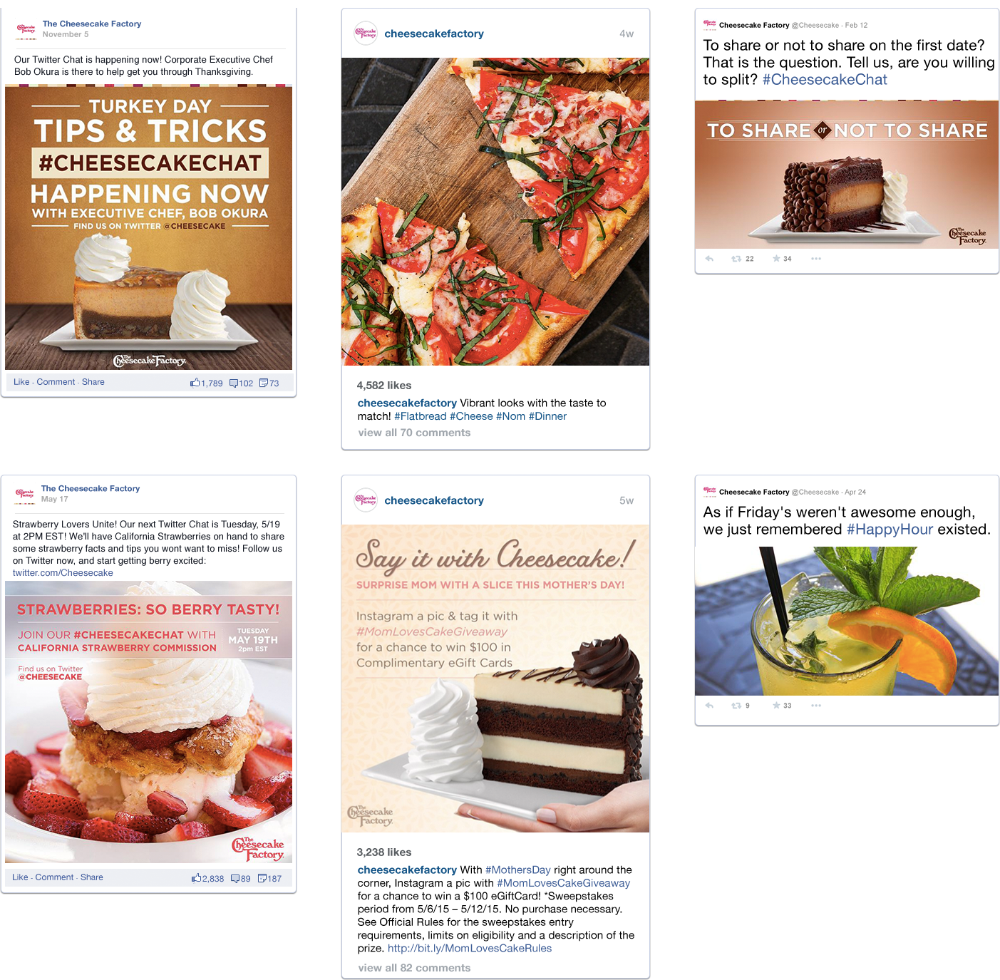 The Cheesecake Factory
November 5
Our Twitter Chat is happening now! Corporate Executive Chef
Bob Okura is there to help get you through Thanksgiving.
TURKEY DAY
TIPS & TRICKS
#CHEESECAKECHAT
HAPPENING NOW
WITH EXECUTIVE CHEF, BOB OKURA
FIND US ON TWITTER @CHEESECAKE
The
Cheesecake Factory.
Like · Comment · Share 1,789 102 73
cheesecakefactory 4w
4,582 likes
cheesecakefactory Vibrant looks with the taste to
match! #Flatbread #Cheese #Nom #Dinner
view all 70 comments
Cheesecake Factory @Cheesecake - Feb 12
To share or not to share on the first date?
That is the question. Tell us, are you willing
to split? #CheesecakeChat
TO SHARE or NOT TO SHARE
The
Cheesecake
Factory.
22 34
The Cheesecake Factory
May 17
Strawberry Lovers Unite! Our next Twitter Chat is Tuesday, 5/19
at 2PM EST! We'll have California Strawberries on hand to share
some strawberry facts and tips you wont want to miss! Follow us
on Twitter now, and start getting berry excited:
twitter.com/Cheesecake
STRAWBERRIES: SO BERRY TASTY!
JOIN OUR #CHEESECAKECHAT WITH
CALIFORNIA STRAWBERRY COMMISSION
TUESDAY
MAY 19TH
2pm EST
Find us on Twitter
@CHEESECAKE
The
Cheesecake
Factory.
Like · Comment · Share 2,838 89 187
cheesecakefactory 5w
Say it with Cheesecake!
SURPRISE MOM WITH A SLICE THIS MOTHER'S DAY!
Instagram a pic & tag it with
#MomLovesCakeGiveaway
for a chance to win $100 in
Complimentary eGift Cards
The
Cheesecake
Factory.
3,238 likes
cheesecakefactory With #MothersDay right around the
corner, Instagram a pic with #MomLovesCakeGiveaway
for a chance to win a $100 eGiftCard! *Sweepstakes
period from 5/6/15 – 5/12/15. No purchase necessary.
See Official Rules for the sweepstakes entry
requirements, limits on eligibility and a description of the
prize. http://bit.ly/MomLovesCakeRules
view all 82 comments
Cheesecake Factory @Cheesecake - Apr 24
As if Friday's weren't awesome enough,
we just remembered #HappyHour existed.
9 33